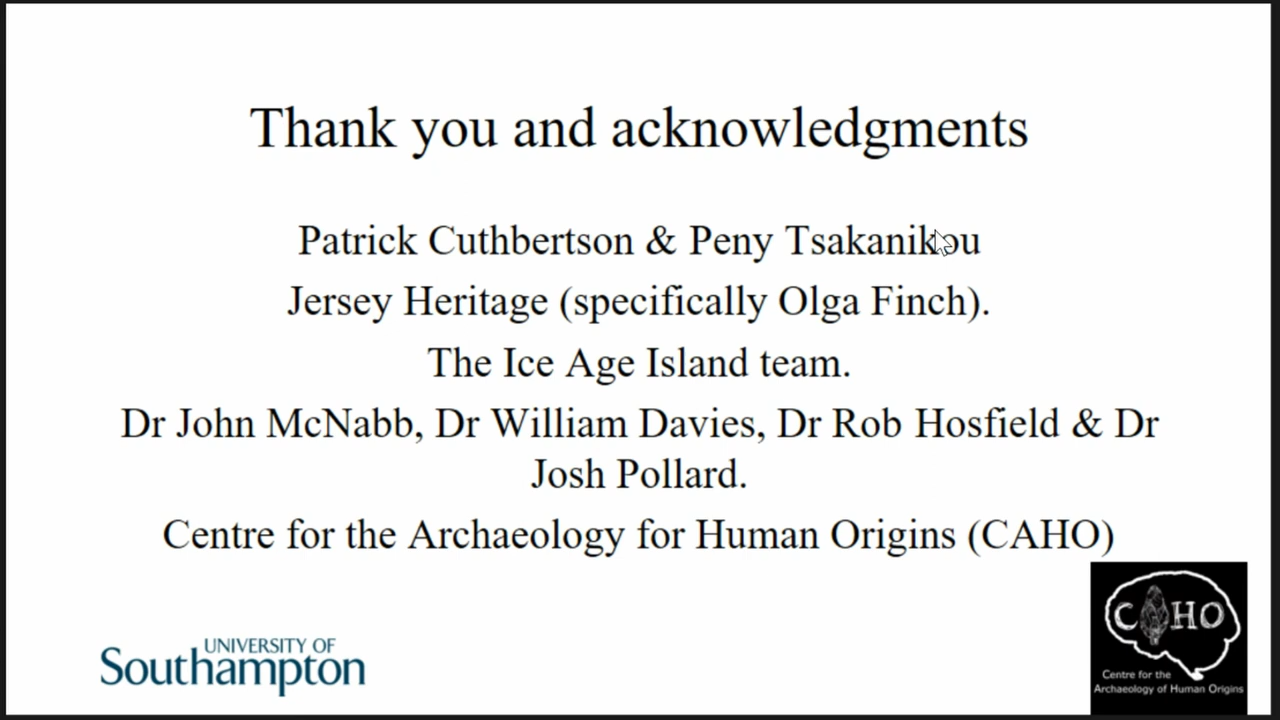 Thank you and acknowledgments
Patrick Cuthbertson & Peny Tsakanikou
Jersey Heritage (specifically Olga Finch).
The Ice Age Island team.
Dr John McNabb, Dr William Davies, Dr Rob Hosfield & Dr
Josh Pollard.
Centre for the Archaeology for Human Origins (CAHO)
UNIVERSITY OF
Southampton
CAHO
Centre for the
Archaeology of Human Origins